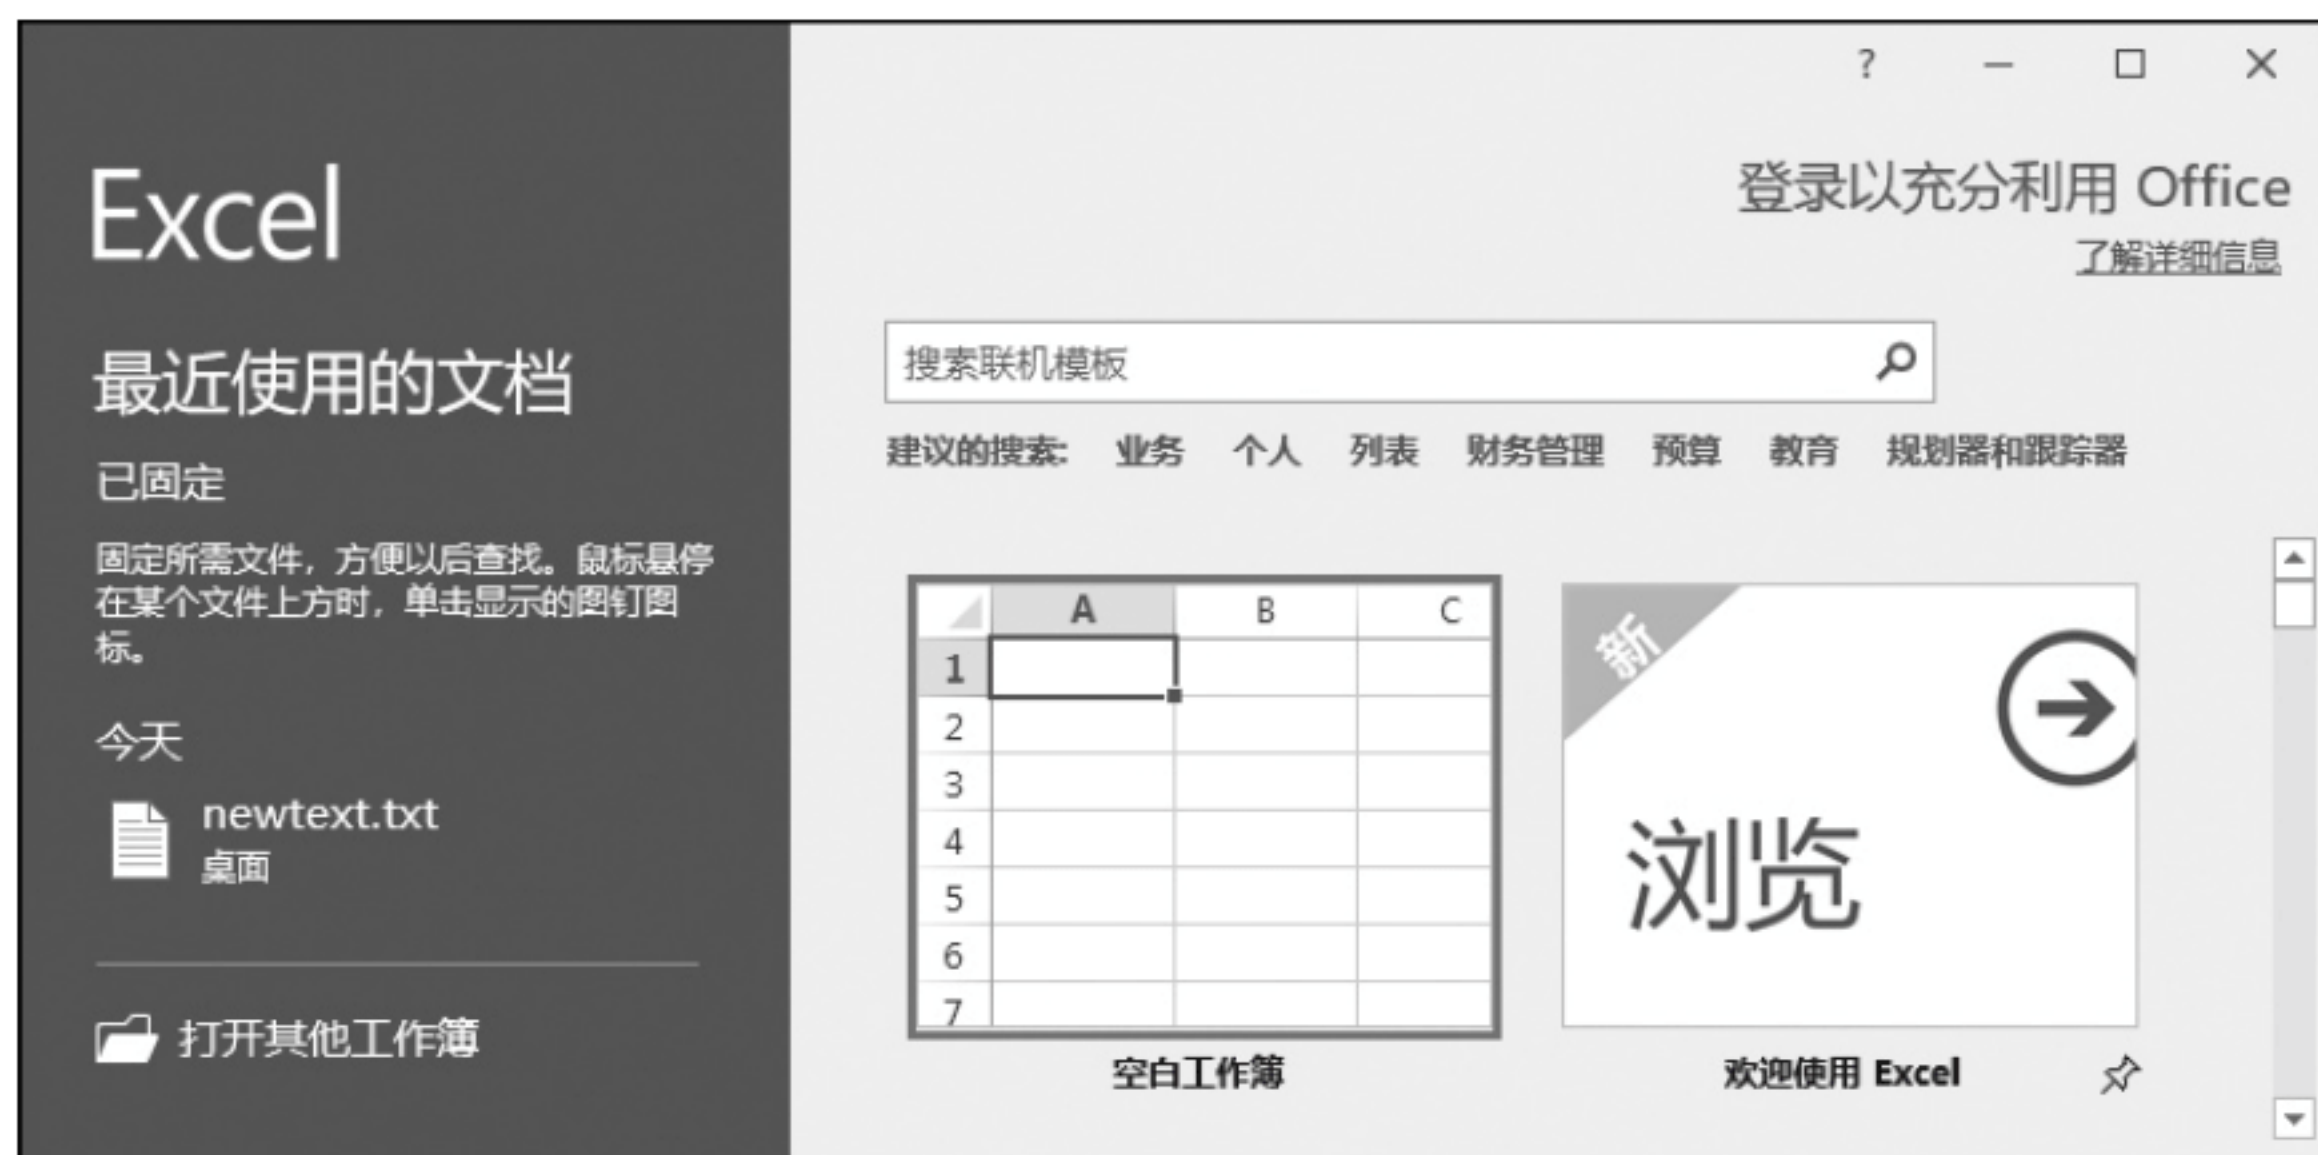 ?
Excel
登录以充分利用 Office
了解详细信息
最近使用的文档
搜索联机模板
已固定
建议的搜索: 业务 个人 列表 财务管理 预算 教育 规划器和跟踪器
固定所需文件，方便以后查找。鼠标悬停
在某个文件上方时，单击显示的图钉图
标。
今天
newtext.txt
桌面
打开其他工作簿
A B C
1
2
3
4
5
6
7
空白工作簿
新
浏览
欢迎使用 Excel